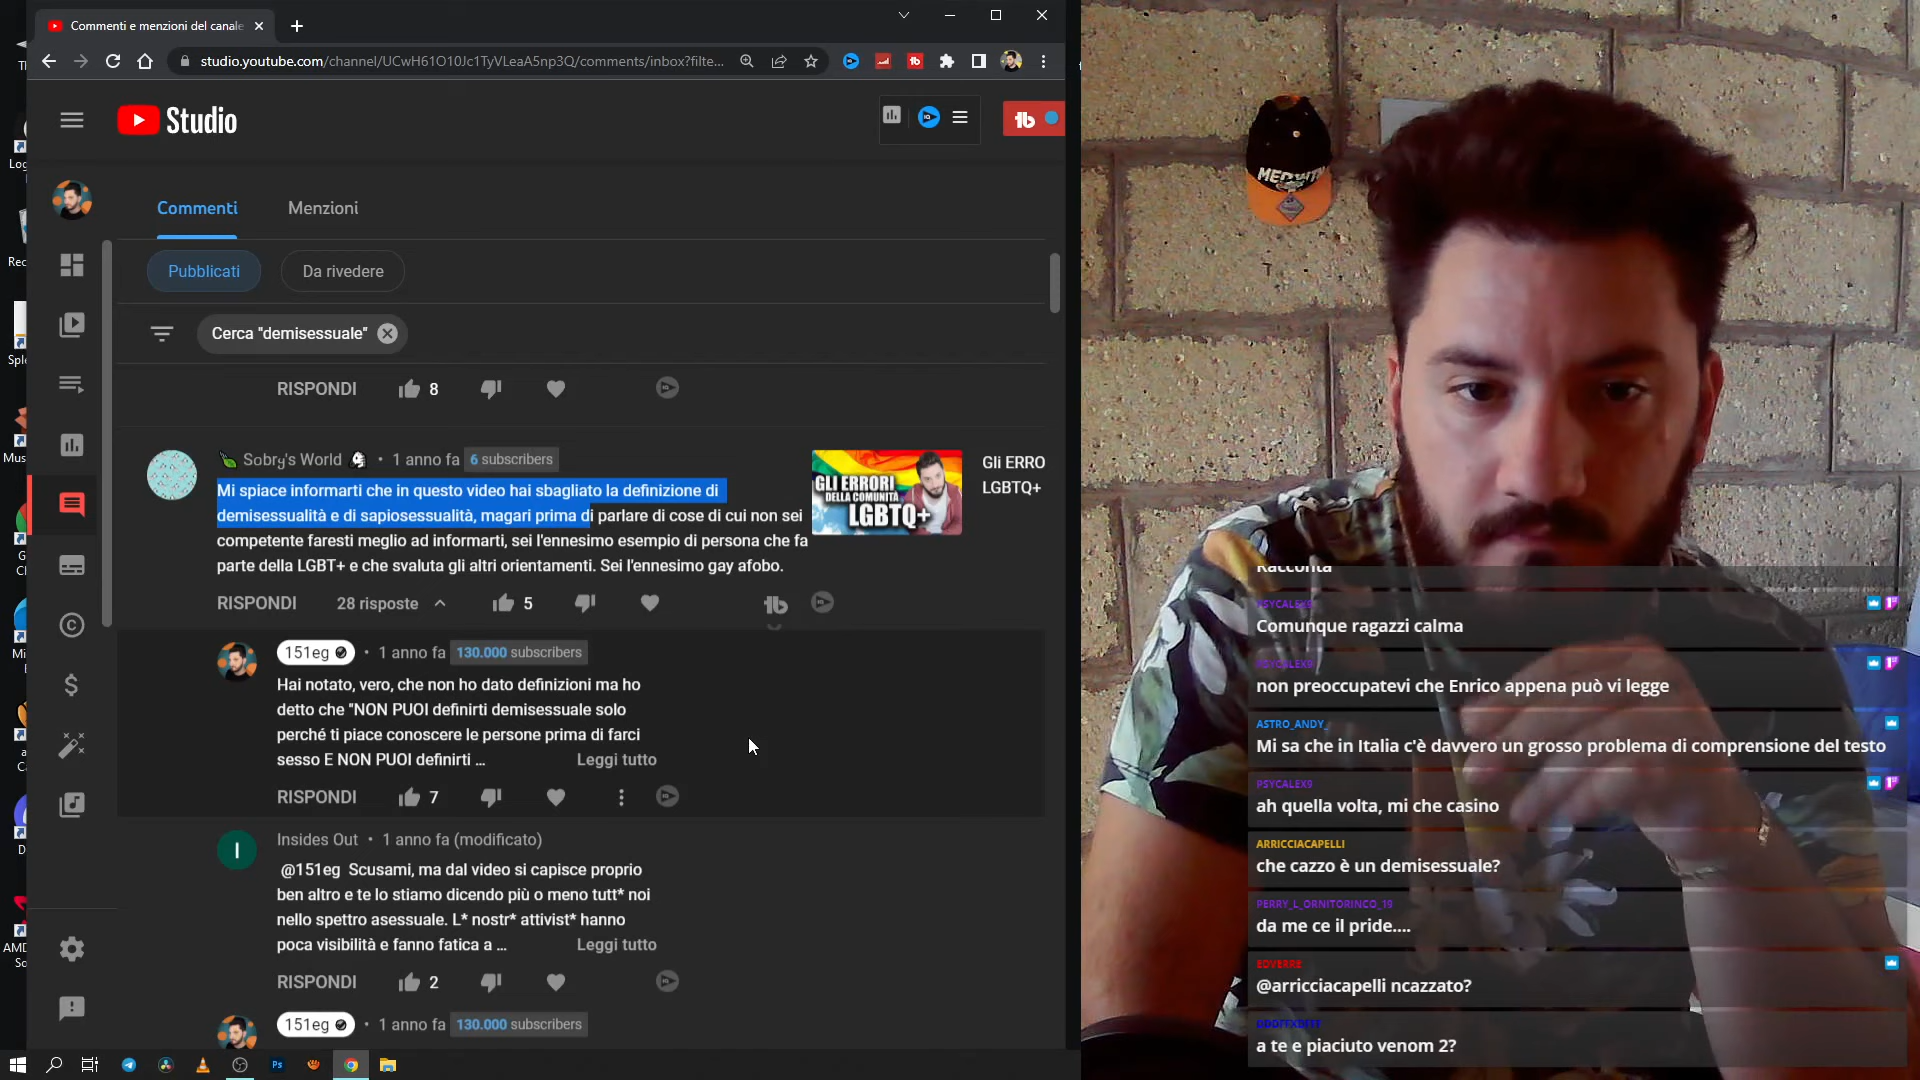 Commenti e menzioni del canale
studio.youtube.com/channel/UCwH61O10Jc1TyVLeaA5np3Q/comments/inbox?filte...
Studio
Commenti
Menzioni
Pubblicati
Da rivedere
Cerca "demisessuale"
RISPONDI
8
Sobry's World
• 1 anno fa
6 subscribers
Mi spiace informarti che in questo video hai sbagliato la definizione di
demisessualità e di sapiosessualità, magari prima di parlare di cose di cui non sei
competente faresti meglio ad informarti, sei l'ennesimo esempio di persona che fa
parte della LGBT+ e che svaluta gli altri orientamenti. Sei l'ennesimo gay afobo.
GLI ERRORI
DELLA COMUNITÀ
LGBTQ+
Gli ERRO
LGBTQ+
RISPONDI
28 risposte
5
151eg
• 1 anno fa
130.000 subscribers
Hai notato, vero, che non ho dato definizioni ma ho
detto che "NON PUOI definirti demisessuale solo
perché ti piace conoscere le persone prima di farci
sesso E NON PUOI definirti ...
Leggi tutto
RISPONDI
7
Insides Out • 1 anno fa (modificato)
@151eg Scusami, ma dal video si capisce proprio
ben altro e te lo stiamo dicendo più o meno tutt* noi
nello spettro asessuale. L* nostr* attivist* hanno
poca visibilità e fanno fatica a ...
Leggi tutto
RISPONDI
2
151eg
• 1 anno fa
130.000 subscribers
Racconta
PSYCALEX9
Comunque ragazzi calma
PSYCALEX9
non preoccupatevi che Enrico appena può vi legge
ASTRO_ANDY_
Mi sa che in Italia c'è davvero un grosso problema di comprensione del testo
PSYCALEX9
ah quella volta, mi che casino
ARRICCIACAPELLI
che cazzo è un demisessuale?
PERRY_L_ORNITORINCO_19
da me ce il pride....
EDVERRE
@arricciacapelli ncazzato?
a te e piaciuto venom 2?